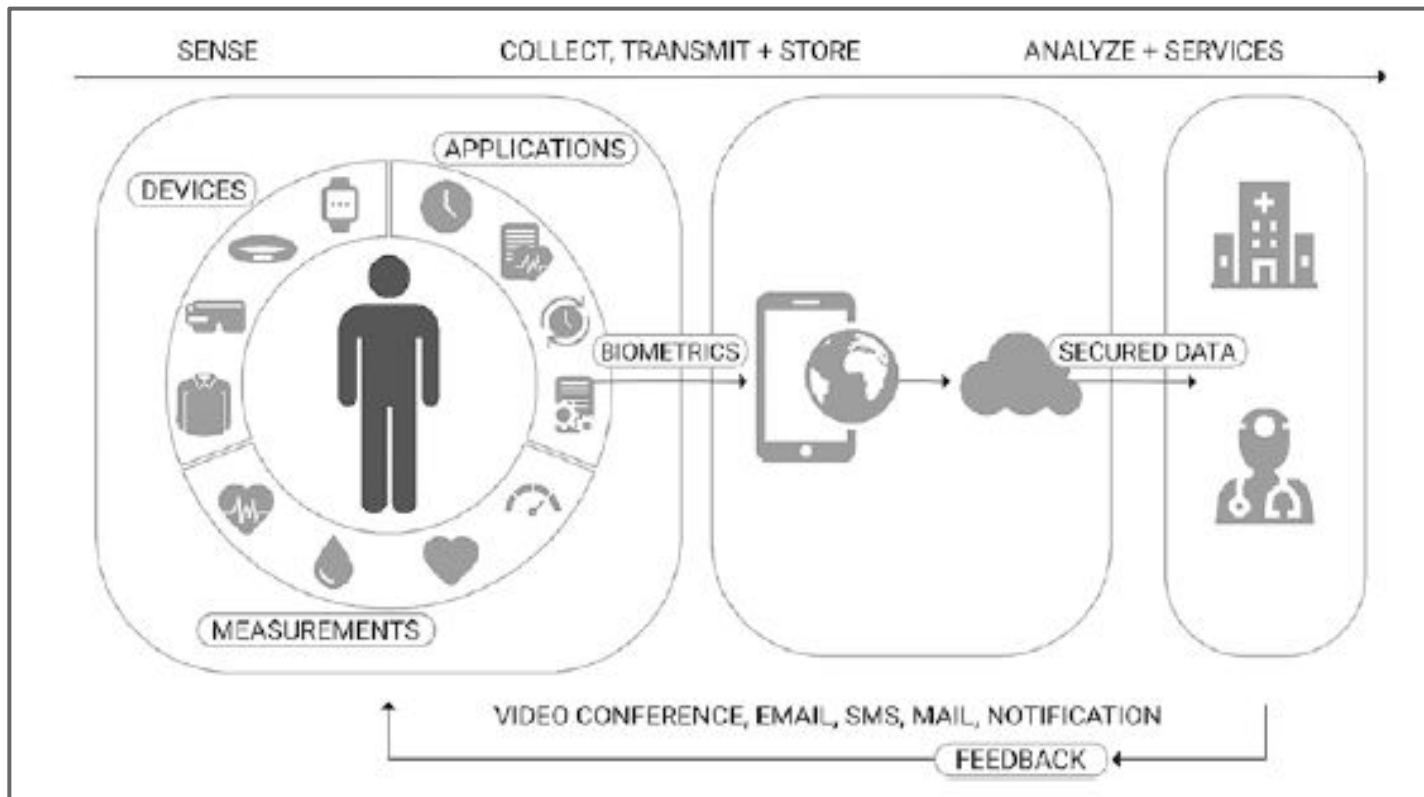 SENSE
COLLECT, TRANSMIT + STORE
ANALYZE + SERVICES
APPLICATIONS
DEVICES
BIOMETRICS
SECURED DATA
MEASUREMENTS
VIDEO CONFERENCE, EMAIL, SMS, MAIL, NOTIFICATION
FEEDBACK